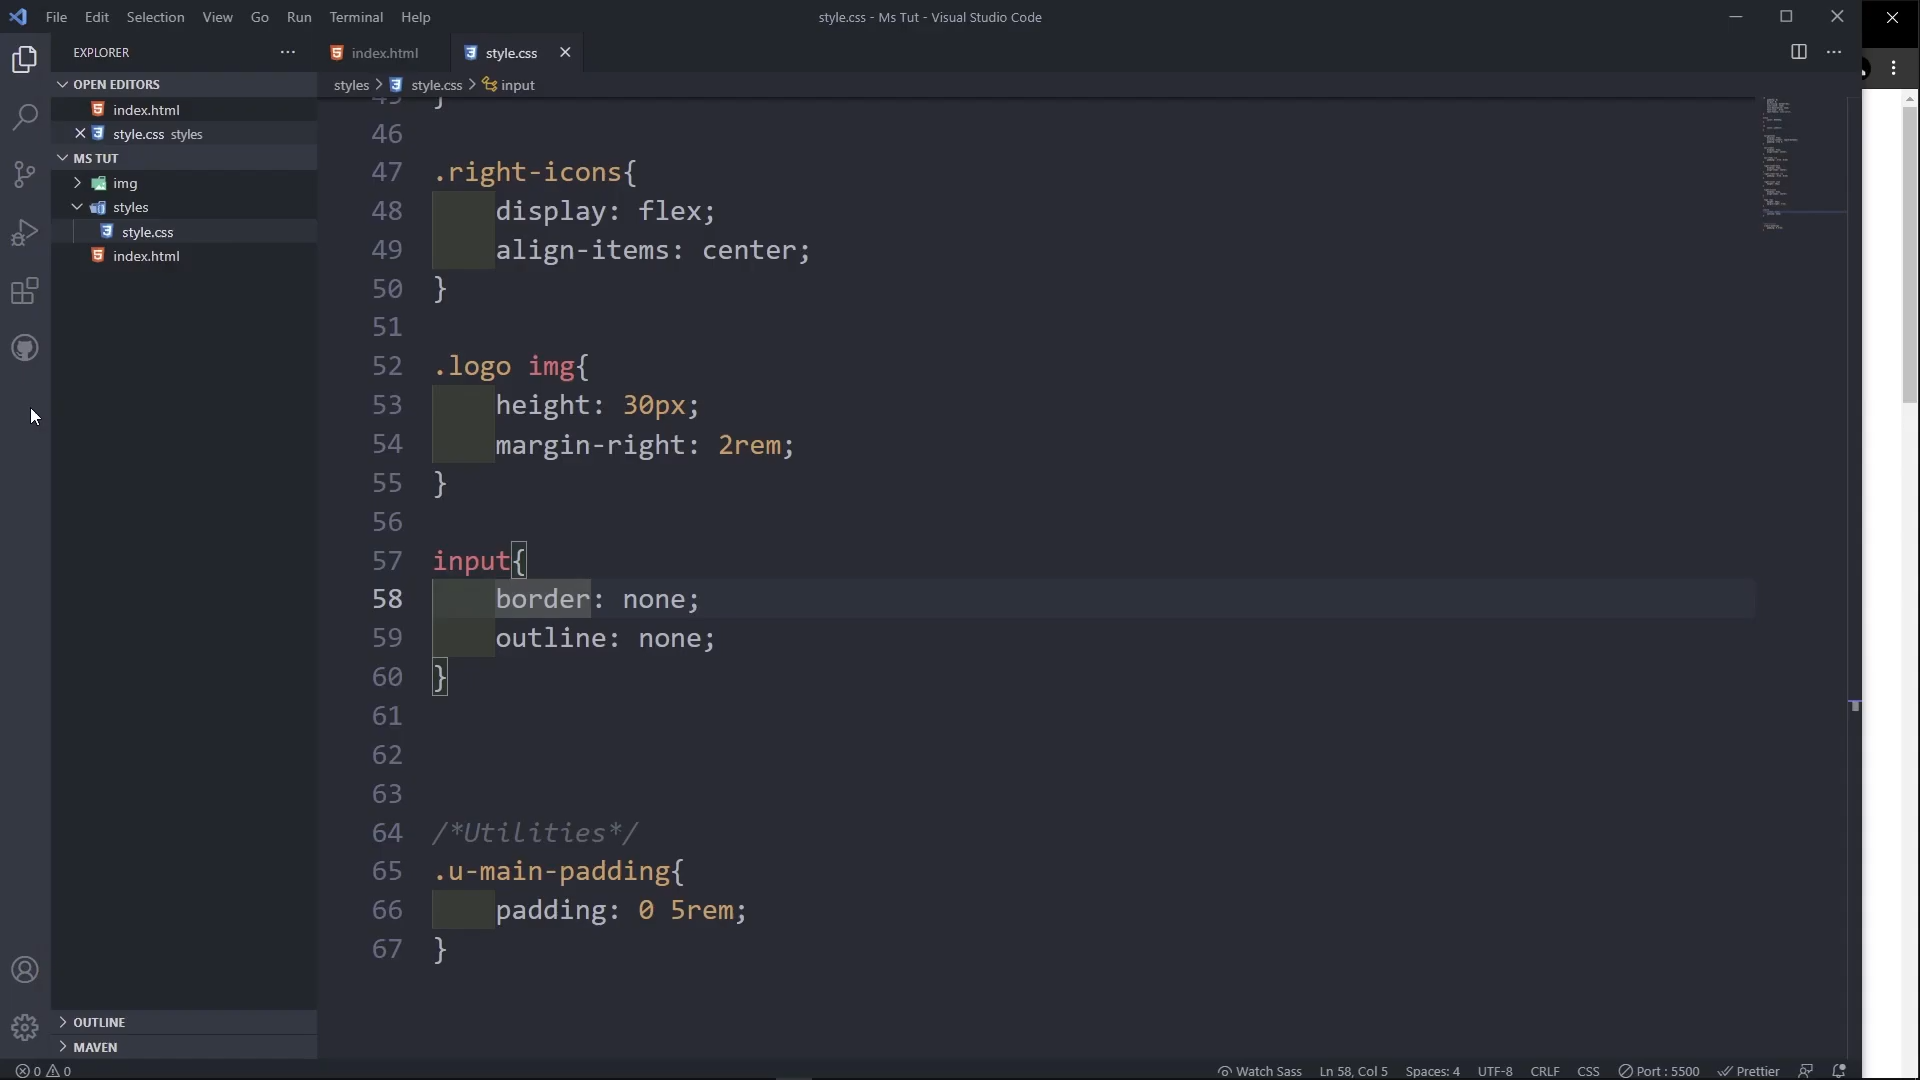 File Edit Selection View Go Run Terminal Help
style.css - Ms Tut - Visual Studio Code
EXPLORER
OPEN EDITORS
index.html
style.css styles
MS TUT
img
styles
style.css
index.html
OUTLINE
MAVEN
index.html
style.css
styles > style.css > input
45 }
46
47 .right-icons{
48 display: flex;
49 align-items: center;
50 }
51
52 .logo img{
53 height: 30px;
54 margin-right: 2rem;
55 }
56
57 input{
58 border: none;
59 outline: none;
60 }
61
62
63
64 /*Utilities*/
65 .u-main-padding{
66 padding: 0 5rem;
67 }
0 0
Watch Sass Ln 58, Col 5 Spaces: 4 UTF-8 CRLF CSS Port : 5500 Prettier